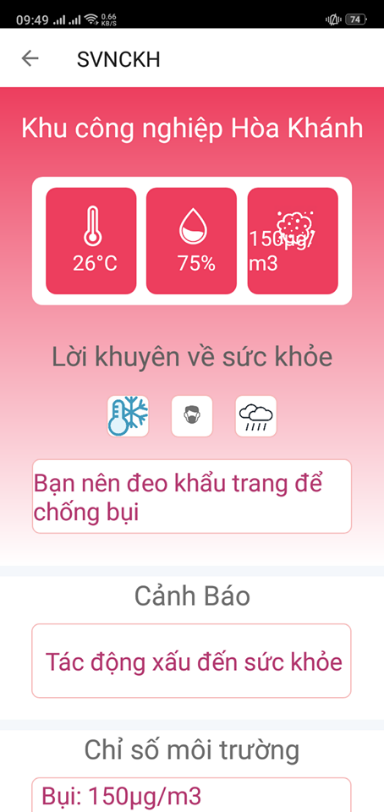 09:49 0.66 KB/S 74
SVNCKH
Khu công nghiệp Hòa Khánh
26°C 75% 150µg/
m3
Lời khuyên về sức khỏe
Bạn nên đeo khẩu trang để
chống bụi
Cảnh Báo
Tác động xấu đến sức khỏe
Chỉ số môi trường
Bụi: 150µg/m3